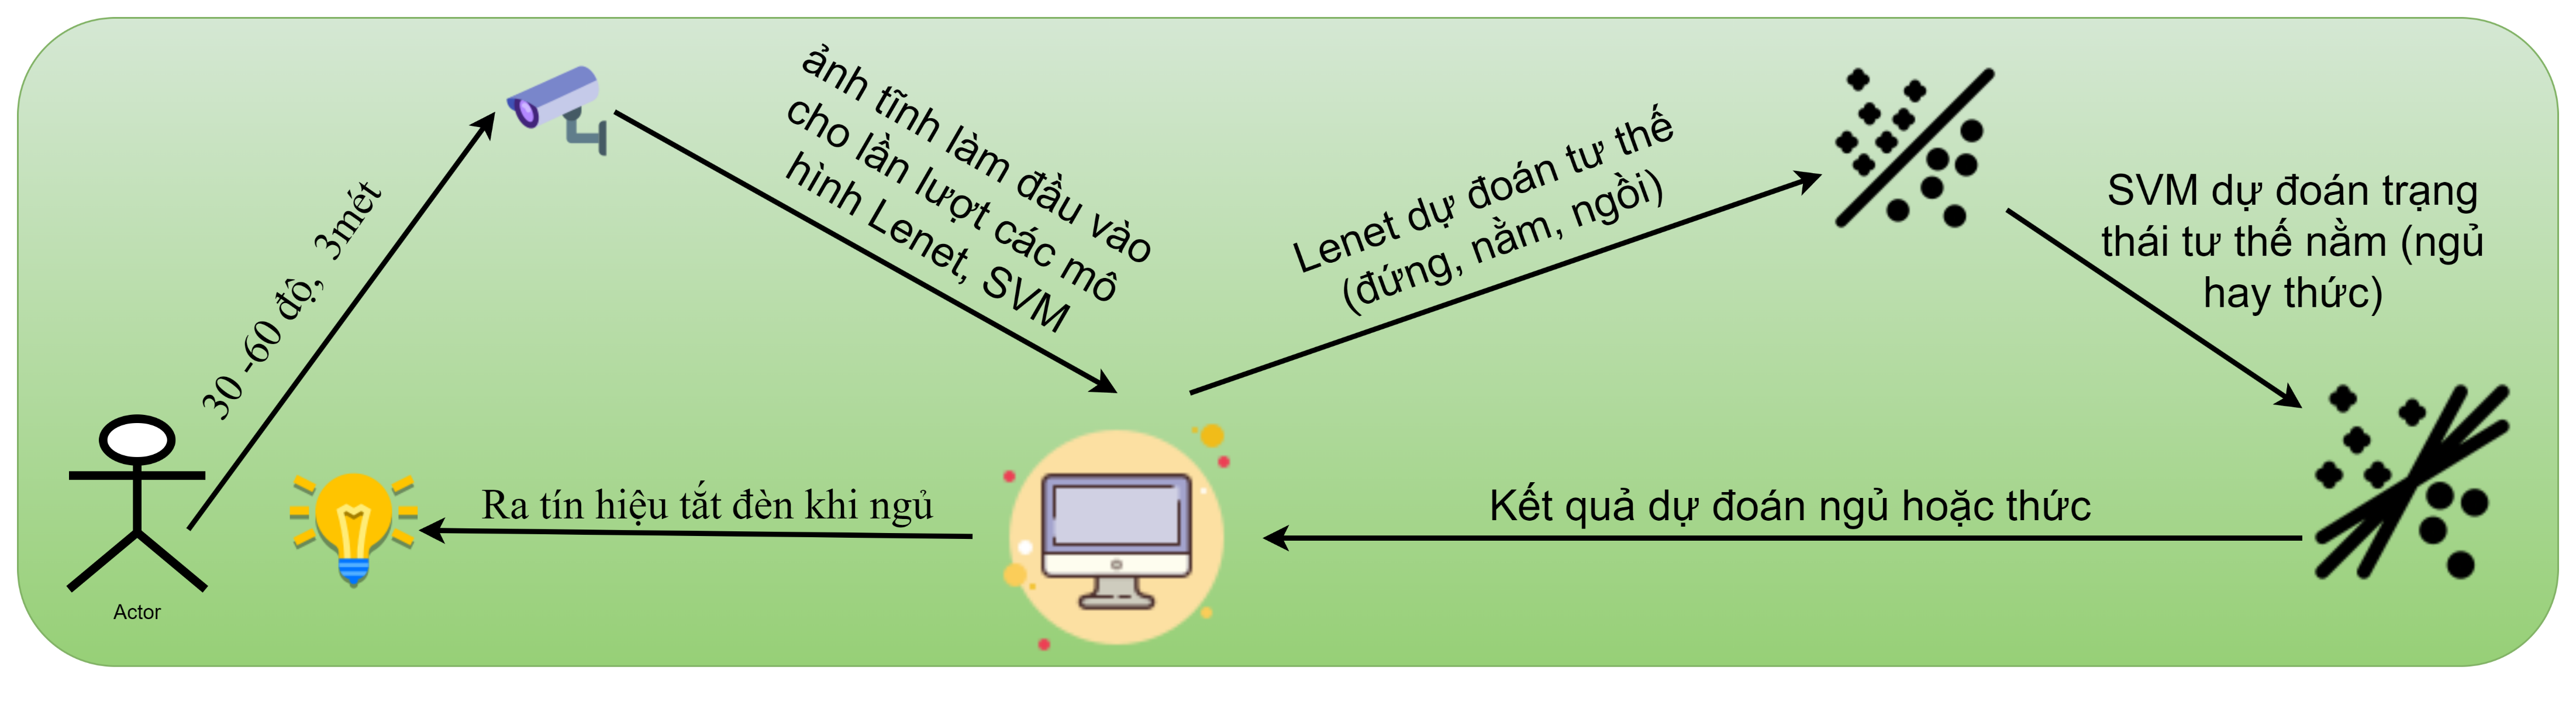 30 -60 độ, 3mét
ảnh tĩnh làm đầu vào
cho lần lượt các mô
hình Lenet, SVM
Lenet dự đoán tư thế
(đứng, nằm, ngồi)
SVM dự đoán trạng
thái tư thế nằm (ngủ
hay thức)
Kết quả dự đoán ngủ hoặc thức
Ra tín hiệu tắt đèn khi ngủ
Actor